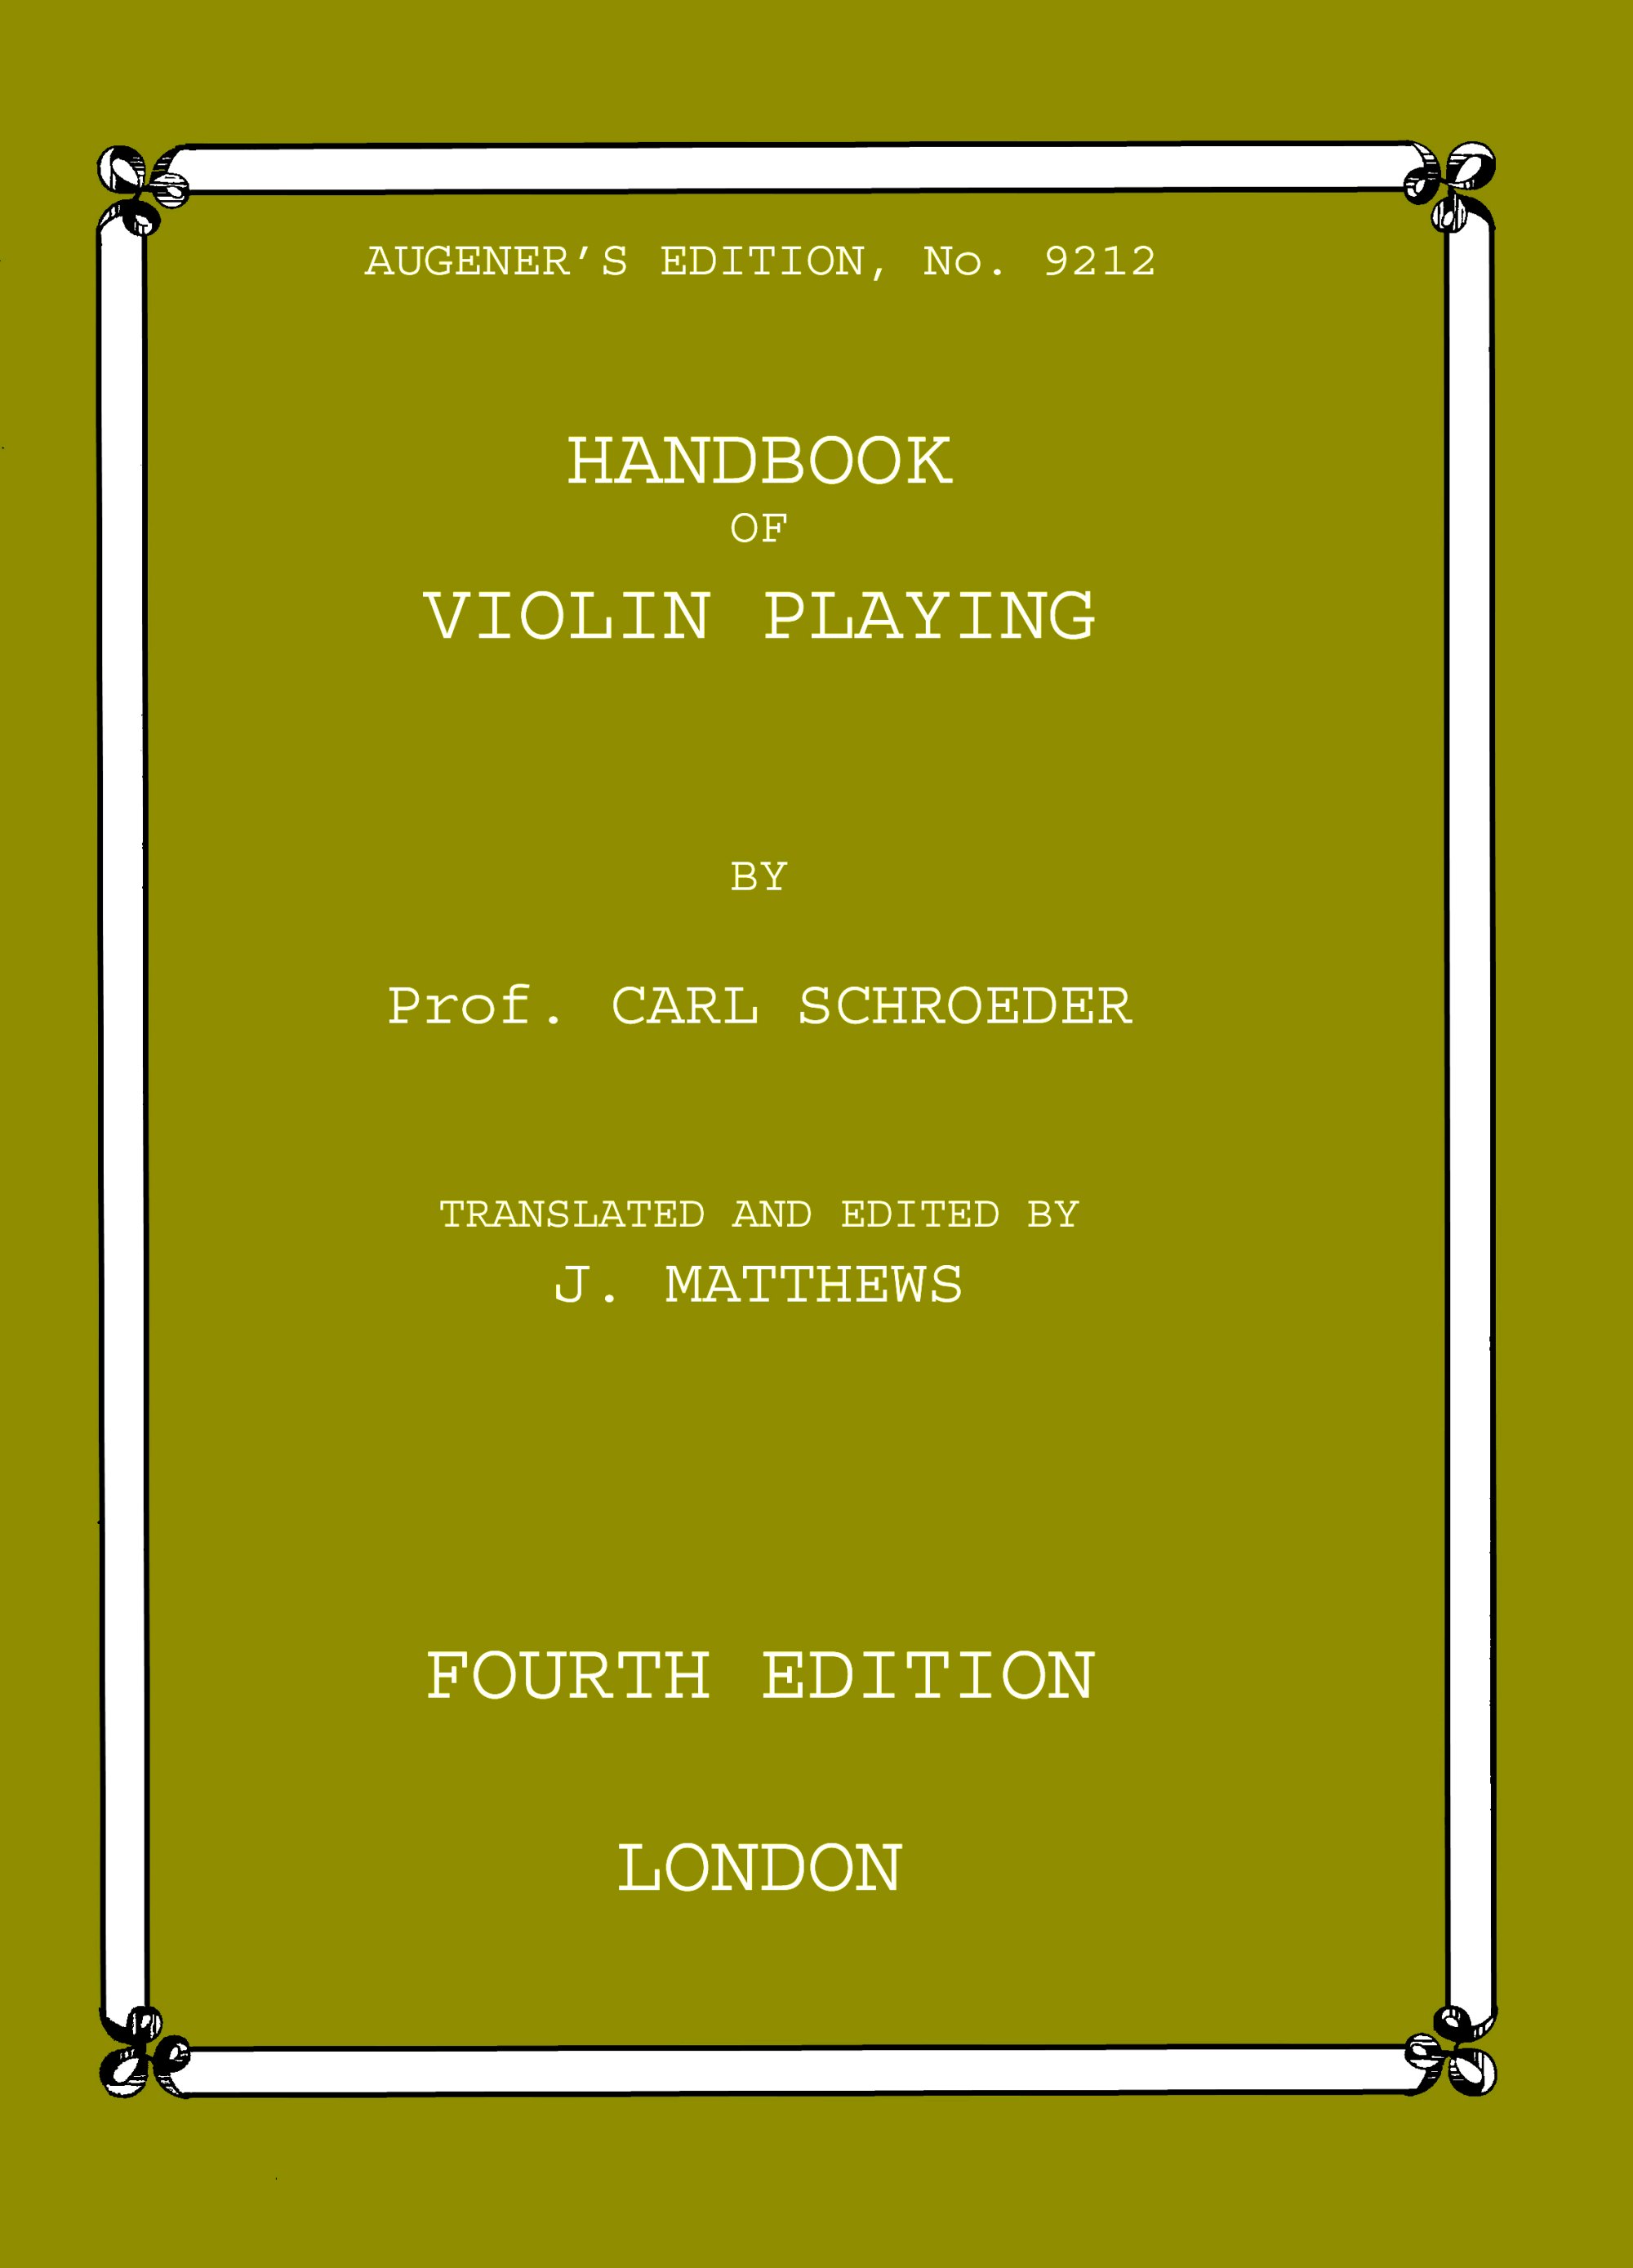 AUGENER’S EDITION, No. 9212
HANDBOOK
OF
VIOLIN PLAYING
BY
Prof. CARL SCHROEDER
TRANSLATED AND EDITED BY
J. MATTHEWS
FOURTH EDITION
LONDON